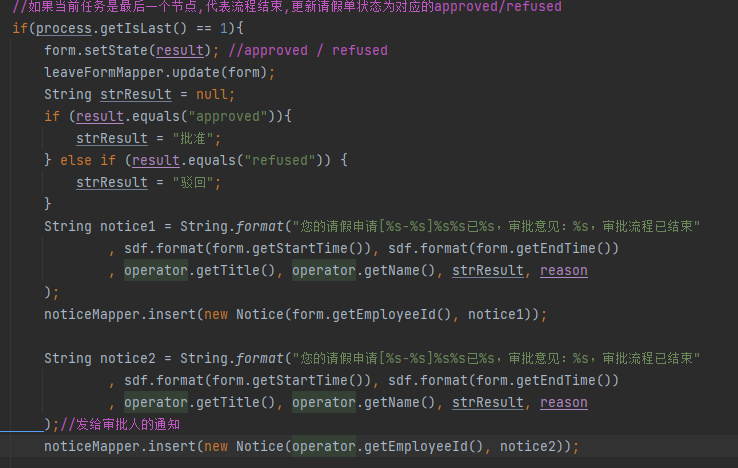 //如果当前任务是最后一个节点,代表流程结束,更新请假单状态为对应的approved/refused
if(process.getIsLast() == 1){
form.setState(result); //approved / refused
leaveFormMapper.update(form);
String strResult = null;
if (result.equals("approved")){
strResult = "批准";
} else if (result.equals("refused")) {
strResult = "驳回";
}
String notice1 = String.format("您的请假申请[%s-%s]%s%s已%s，审批意见：%s，审批流程已结束"
, sdf.format(form.getStartTime()), sdf.format(form.getEndTime())
, operator.getTitle(), operator.getName(), strResult, reason
);
noticeMapper.insert(new Notice(form.getEmployeeId(), notice1));
String notice2 = String.format("您的请假申请[%s-%s]%s%s已%s，审批意见：%s，审批流程已结束"
, sdf.format(form.getStartTime()), sdf.format(form.getEndTime())
, operator.getTitle(), operator.getName(), strResult, reason
);//发给审批人的通知
noticeMapper.insert(new Notice(operator.getEmployeeId(), notice2));